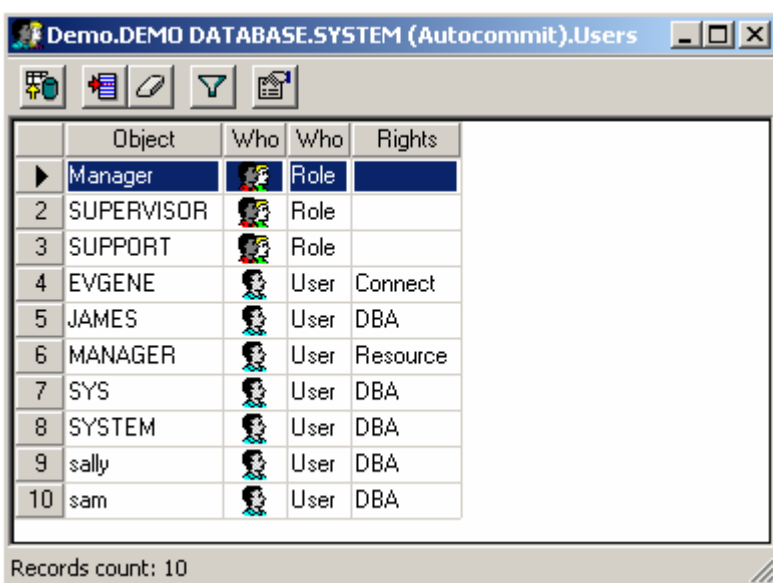 Demo.DEMO DATABASE.SYSTEM (Autocommit).Users
Object Who Who Rights
Manager Role
2 SUPERVISOR Role
3 SUPPORT Role
4 EVGENE User Connect
5 JAMES User DBA
6 MANAGER User Resource
7 SYS User DBA
8 SYSTEM User DBA
9 sally User DBA
10 sam User DBA
Records count: 10